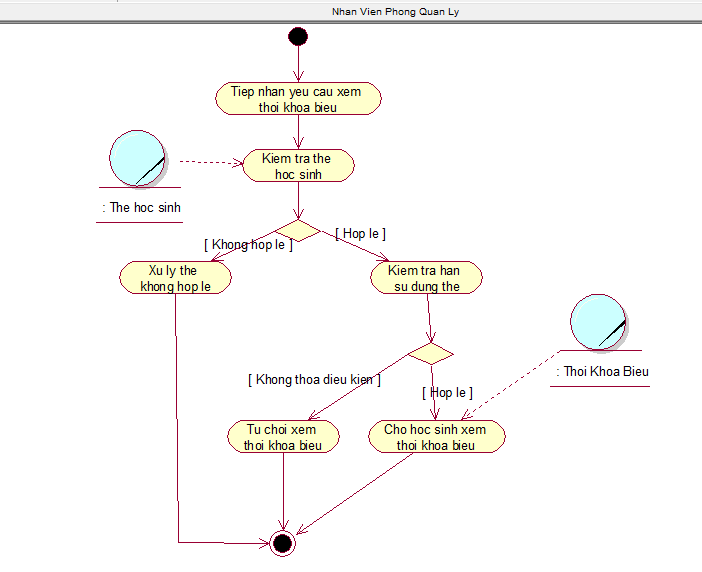 Nhan Vien Phong Quan Ly
Tiep nhan yeu cau xem
thoi khoa bieu
Kiem tra the
hoc sinh
: The hoc sinh
[ Khong hop le ]
[ Hop le ]
Xu ly the
khong hop le
Kiem tra han
su dung the
: Thoi Khoa Bieu
[ Khong thoa dieu kien ]
[ Hop le ]
Tu choi xem
thoi khoa bieu
Cho hoc sinh xem
thoi khoa bieu